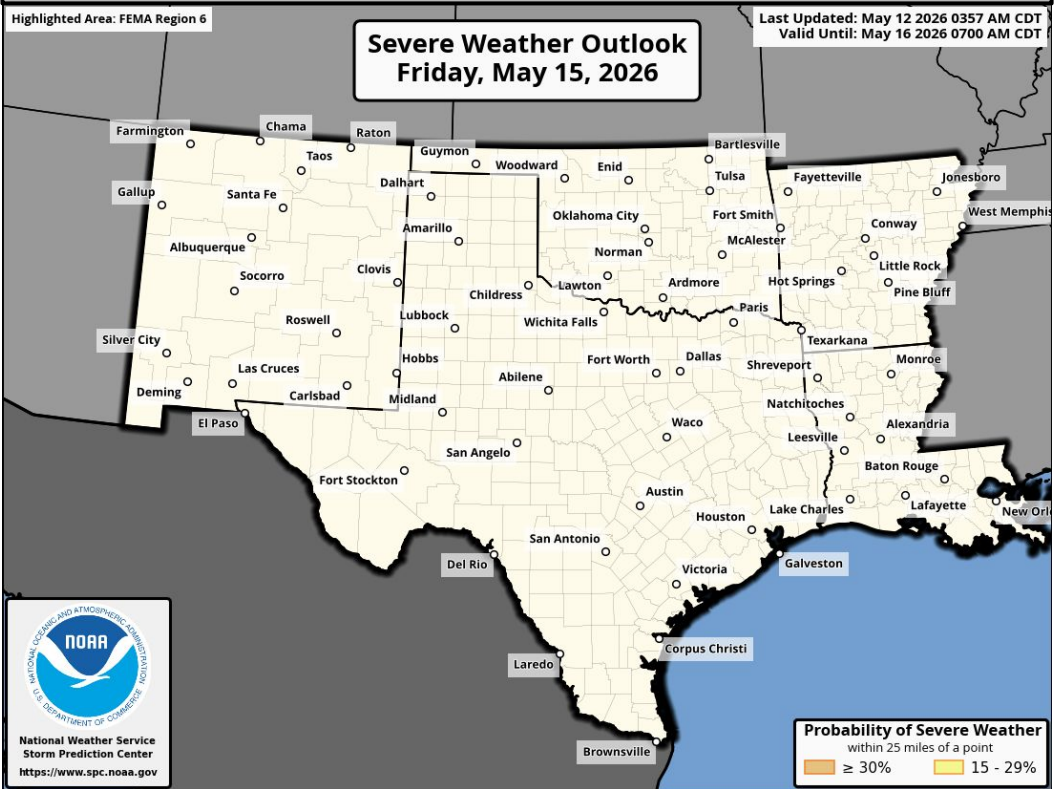 Highlighted Area: FEMA Region 6
Last Updated: May 12 2026 0357 AM CDT
Valid Until: May 16 2026 0700 AM CDT
Severe Weather Outlook
Friday, May 15, 2026
Farmington
Chama
Raton
Taos
Guymon
Woodward
Enid
Bartlesville
Tulsa
Fayetteville
Jonesboro
Gallup
Santa Fe
Dalhart
Amarillo
Oklahoma City
Fort Smith
West Memphis
Conway
Albuquerque
Norman
McAlester
Little Rock
Socorro
Clovis
Childress
Lawton
Ardmore
Hot Springs
Pine Bluff
Roswell
Lubbock
Wichita Falls
Paris
Texarkana
Silver City
Las Cruces
Hobbs
Fort Worth
Dallas
Shreveport
Monroe
Deming
Carlsbad
Midland
Abilene
Natchitoches
El Paso
Waco
Leesville
Alexandria
San Angelo
Fort Stockton
Baton Rouge
Austin
Houston
Lake Charles
Lafayette
New Orl
Del Rio
San Antonio
Victoria
Galveston
Laredo
Corpus Christi
Brownsville
NATIONAL OCEANIC AND ATMOSPHERIC ADMINISTRATION
NOAA
U.S. DEPARTMENT OF COMMERCE
National Weather Service
Storm Prediction Center
https://www.spc.noaa.gov
Probability of Severe Weather
within 25 miles of a point
≥ 30%
15 - 29%